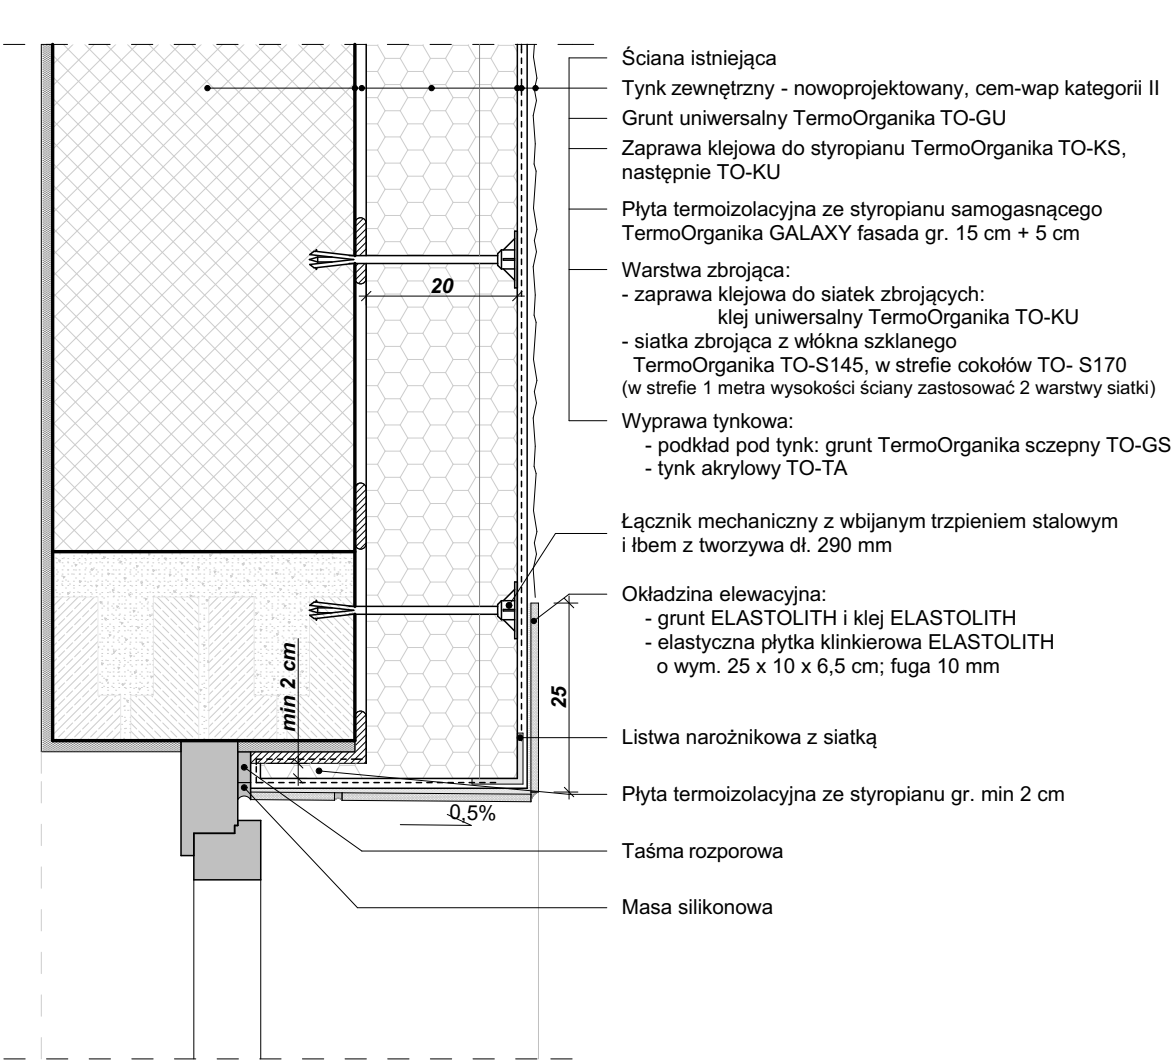 Ściana istniejąca
Tynk zewnętrzny - nowoprojektowany, cem-wap kategorii II
Grunt uniwersalny TermoOrganika TO-GU
Zaprawa klejowa do styropianu TermoOrganika TO-KS,
następnie TO-KU
Płyta termoizolacyjna ze styropianu samogasnącego
TermoOrganika GALAXY fasada gr. 15 cm + 5 cm
Warstwa zbrojąca:
- zaprawa klejowa do siatek zbrojących:
klej uniwersalny TermoOrganika TO-KU
- siatka zbrojąca z włókna szklanego
TermoOrganika TO-S145, w strefie cokołów TO- S170
(w strefie 1 metra wysokości ściany zastosować 2 warstwy siatki)
Wyprawa tynkowa:
- podkład pod tynk: grunt TermoOrganika sczepny TO-GS
- tynk akrylowy TO-TA
Łącznik mechaniczny z wbijanym trzpieniem stalowym
i łbem z tworzywa dł. 290 mm
Okładzina elewacyjna:
- grunt ELASTOLITH i klej ELASTOLITH
- elastyczna płytka klinkierowa ELASTOLITH
o wym. 25 x 10 x 6,5 cm; fuga 10 mm
Listwa narożnikowa z siatką
Płyta termoizolacyjna ze styropianu gr. min 2 cm
Taśma rozporowa
Masa silikonowa
20
min 2 cm
25
0,5%